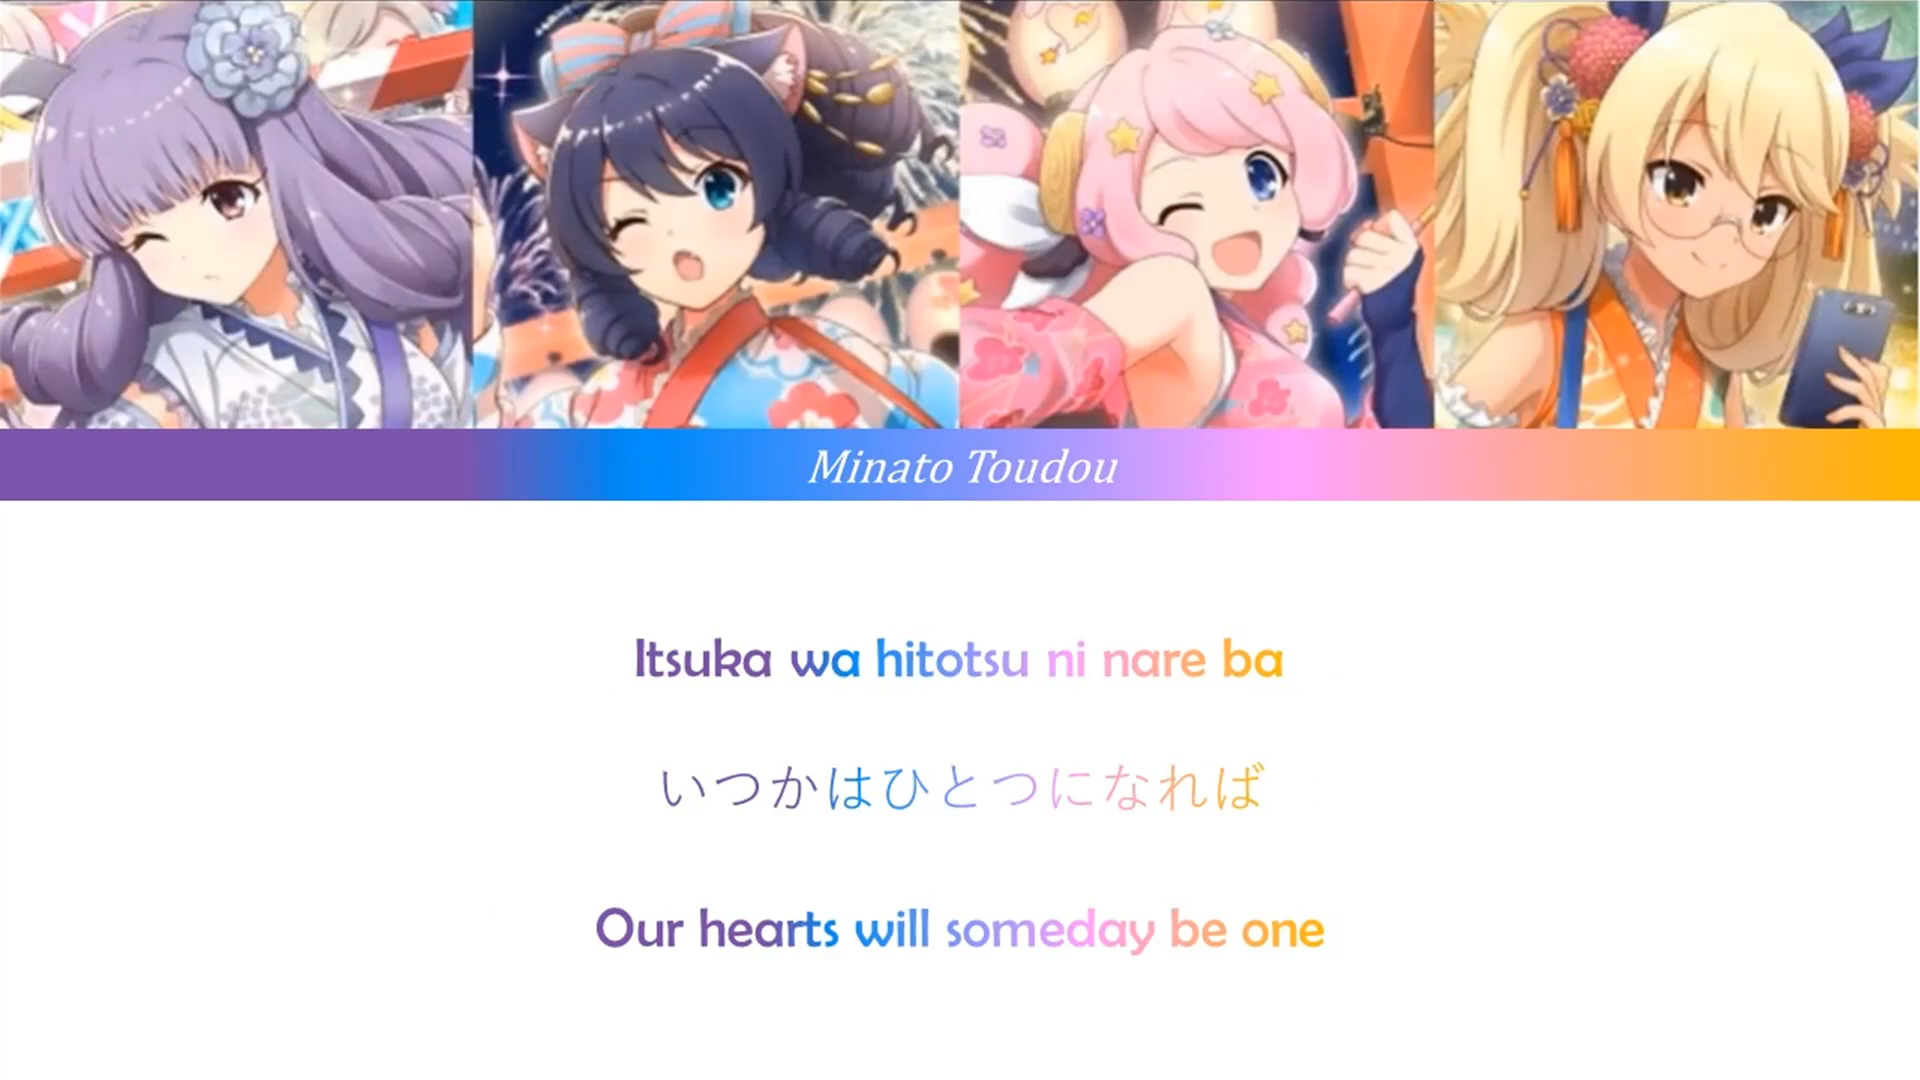 Minato Toudou
Itsuka wa hitotsu ni nare ba
いつかはひとつになれば
Our hearts will someday be one